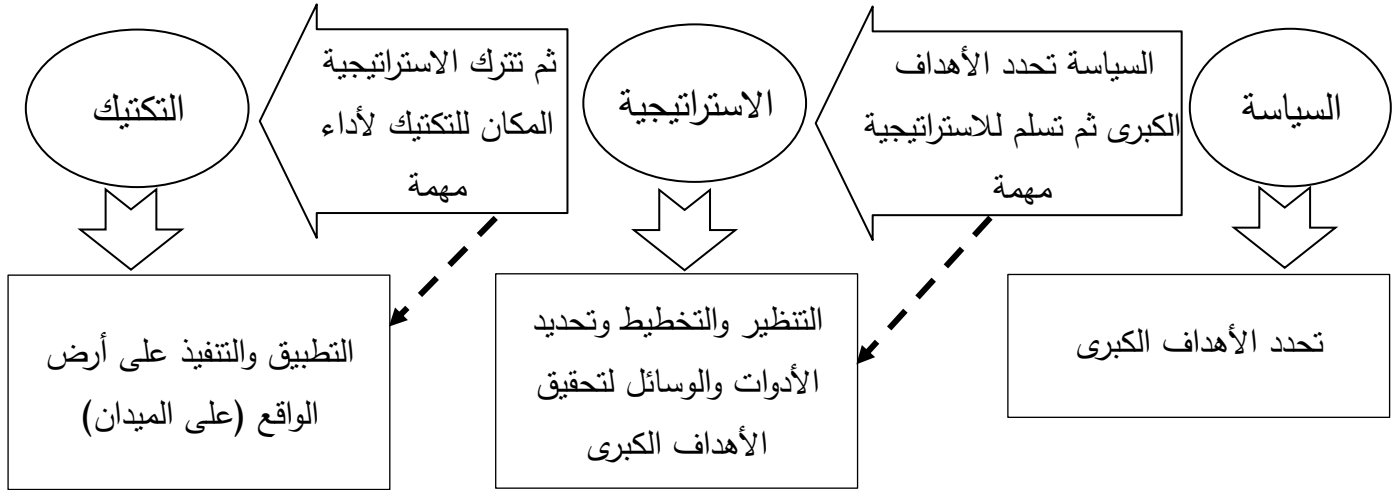 السياسة
السياسة تحدد الأهداف
الكبرى ثم تسلم للاستراتيجية
مهمة
الاستراتيجية
ثم تترك الاستراتيجية
المكان للتكتيك لأداء
مهمة
التكتيك
تحدد الأهداف الكبرى
التنظير والتخطيط وتحديد
الأدوات والوسائل لتحقيق
الأهداف الكبرى
التطبيق والتنفيذ على أرض
الواقع (على الميدان)